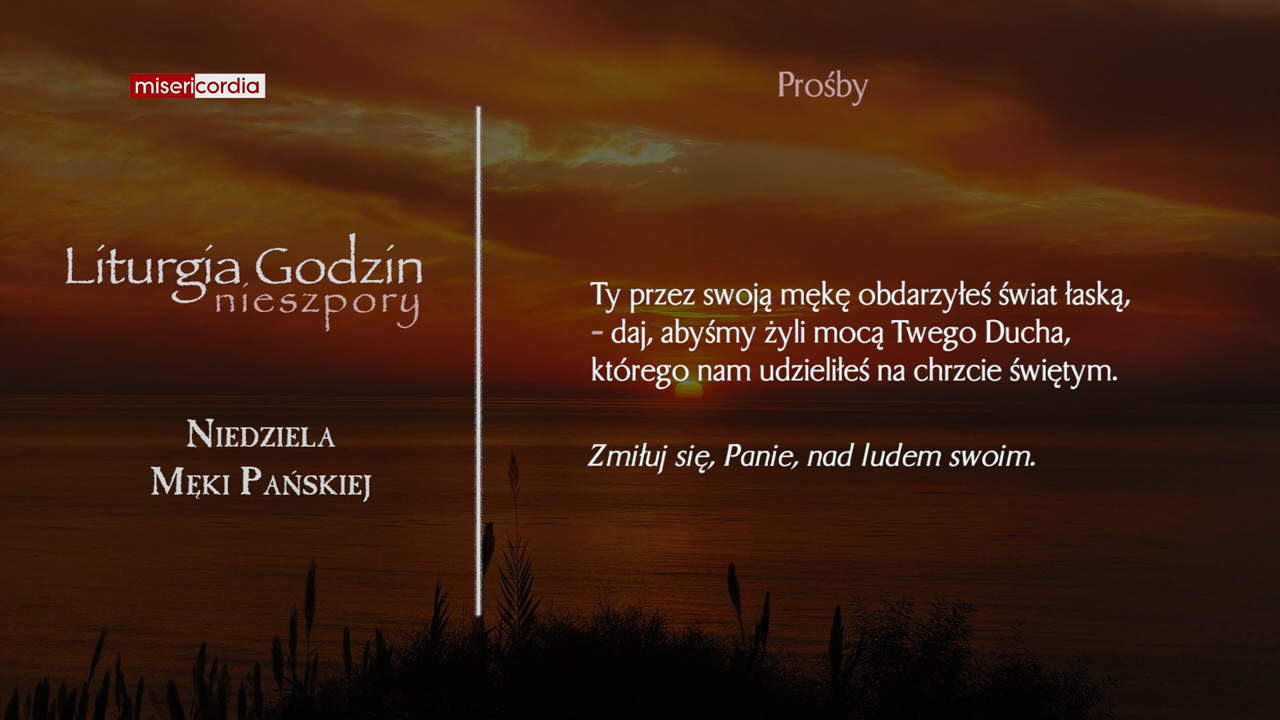 misericordia
Prośby
Liturgia Godzin
nieszpory
Niedziela
Męki Pańskiej
Ty przez swoją mękę obdarzyłeś świat łaską,
- daj, abyśmy żyli mocą Twego Ducha,
którego nam udzieliłeś na chrzcie świętym.
Zmiłuj się, Panie, nad ludem swoim.